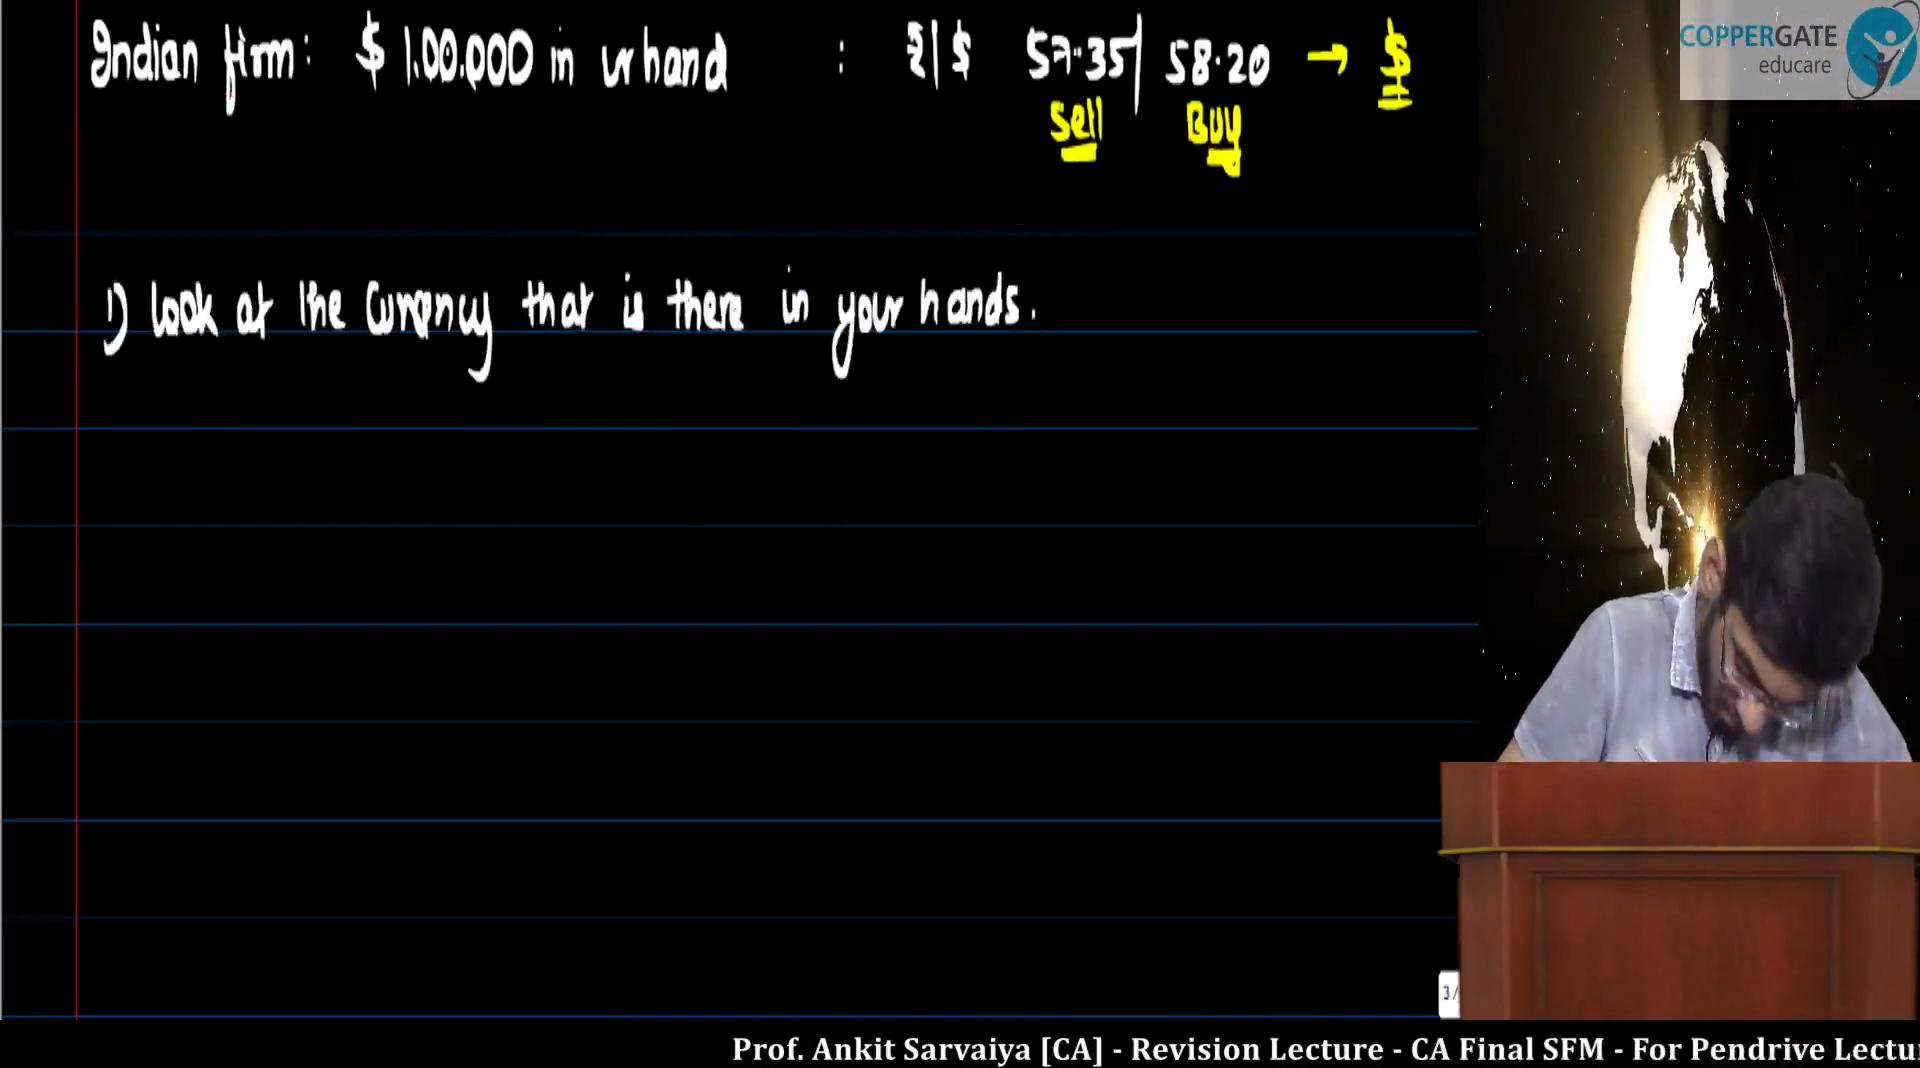 Indian firm: $ 1,00,000 in ur hand : ₹|$ 57.35| 58.20 → $
Sell Buy
COPPERGATE
educare
1) Look at the Currency that is there in your hands.
3/
Prof. Ankit Sarvaiya [CA] - Revision Lecture - CA Final SFM - For Pendrive Lectu